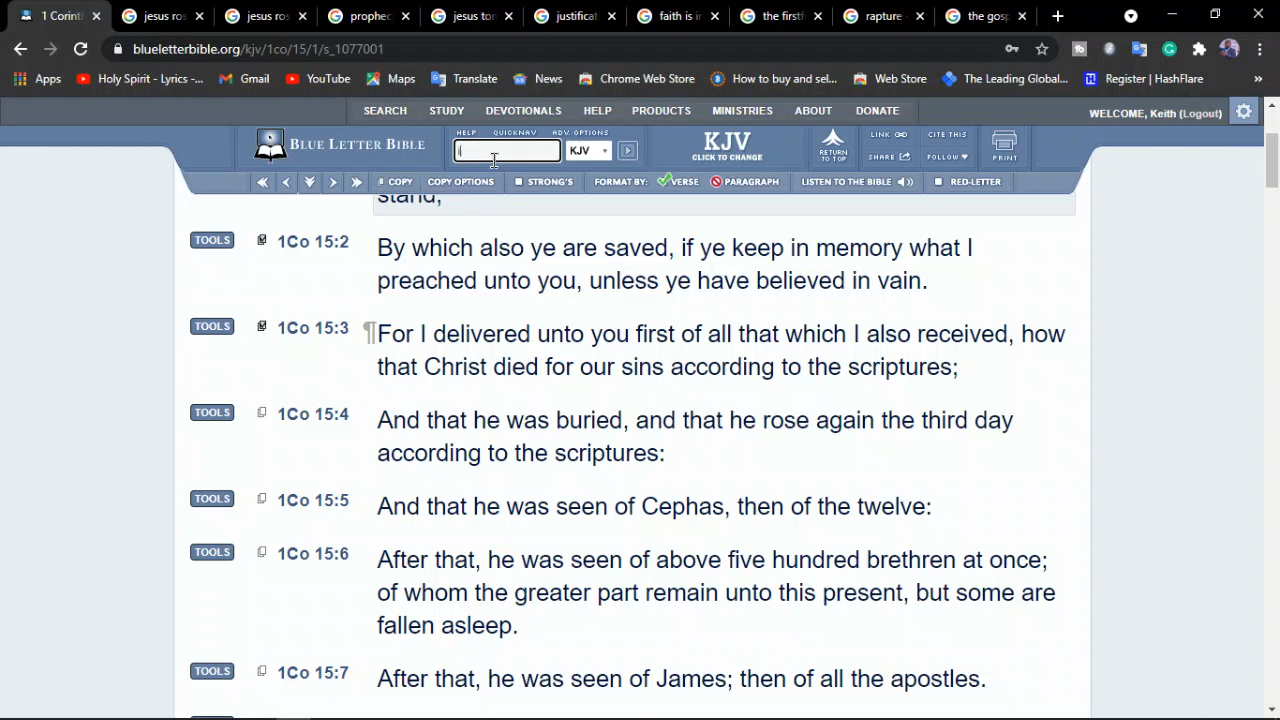 1 Corinti
jesus ros
jesus ros
prophec
jesus tor
justificat
faith is i
the firstf
rapture -
the gosp
blueletterbible.org/kjv/1co/15/1/s_1077001
Apps
Holy Spirit - Lyrics -...
Gmail
YouTube
Maps
Translate
News
Chrome Web Store
How to buy and sel...
Web Store
The Leading Global...
Register | HashFlare
»
SEARCH STUDY DEVOTIONALS HELP PRODUCTS MINISTRIES ABOUT DONATE
WELCOME, Keith (Logout)
BLUE LETTER BIBLE
HELP QUICKNAV ADV. OPTIONS
i
KJV
KJV
CLICK TO CHANGE
RETURN
TO TOP
LINK
CITE THIS
SHARE
FOLLOW
PRINT
COPY COPY OPTIONS STRONG'S FORMAT BY: VERSE PARAGRAPH LISTEN TO THE BIBLE RED-LETTER
stand;
TOOLS 1Co 15:2 By which also ye are saved, if ye keep in memory what I
preached unto you, unless ye have believed in vain.
TOOLS 1Co 15:3 ¶For I delivered unto you first of all that which I also received, how
that Christ died for our sins according to the scriptures;
TOOLS 1Co 15:4 And that he was buried, and that he rose again the third day
according to the scriptures:
TOOLS 1Co 15:5 And that he was seen of Cephas, then of the twelve:
TOOLS 1Co 15:6 After that, he was seen of above five hundred brethren at once;
of whom the greater part remain unto this present, but some are
fallen asleep.
TOOLS 1Co 15:7 After that, he was seen of James; then of all the apostles.